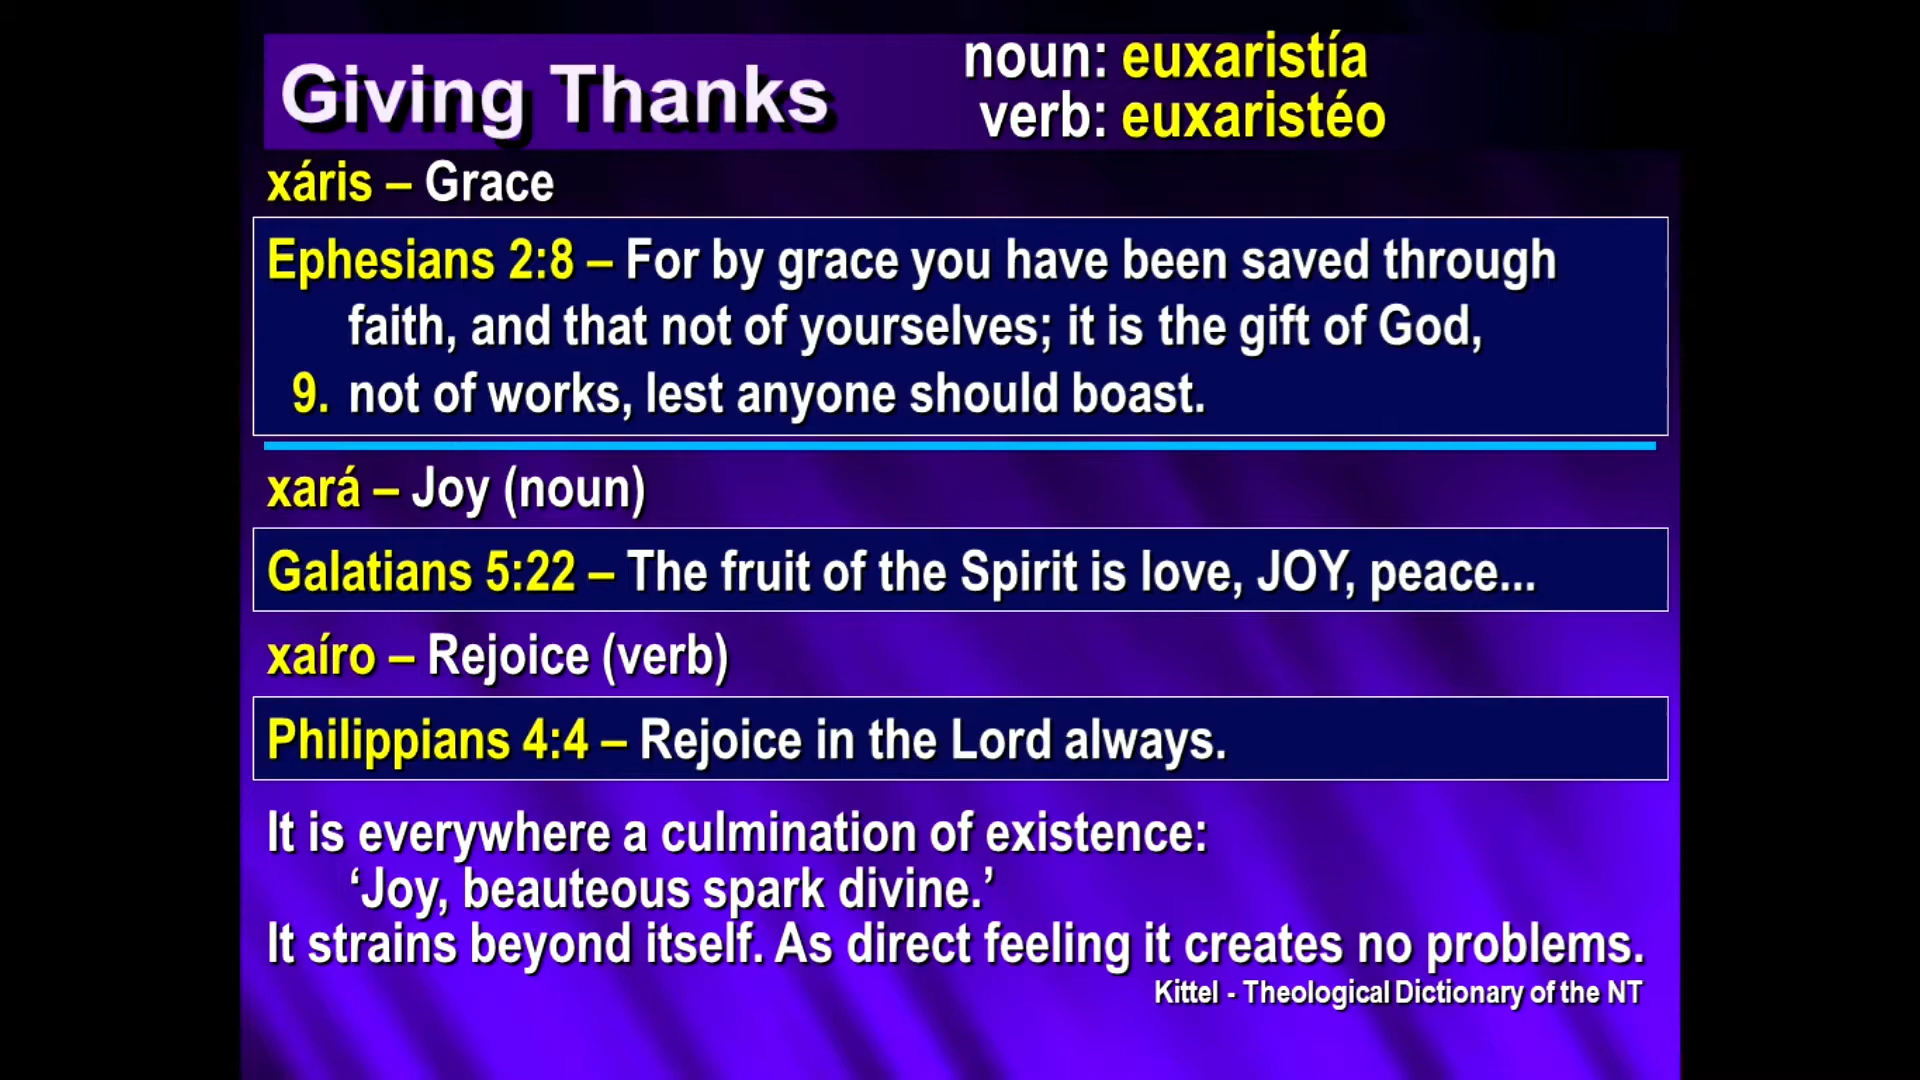 Giving Thanks
noun: euxaristía
verb: euxaristéo
xáris – Grace
Ephesians 2:8 – For by grace you have been saved through
faith, and that not of yourselves; it is the gift of God,
9. not of works, lest anyone should boast.
xará – Joy (noun)
Galatians 5:22 – The fruit of the Spirit is love, JOY, peace...
xaíro – Rejoice (verb)
Philippians 4:4 – Rejoice in the Lord always.
It is everywhere a culmination of existence:
‘Joy, beauteous spark divine.’
It strains beyond itself. As direct feeling it creates no problems.
Kittel - Theological Dictionary of the NT